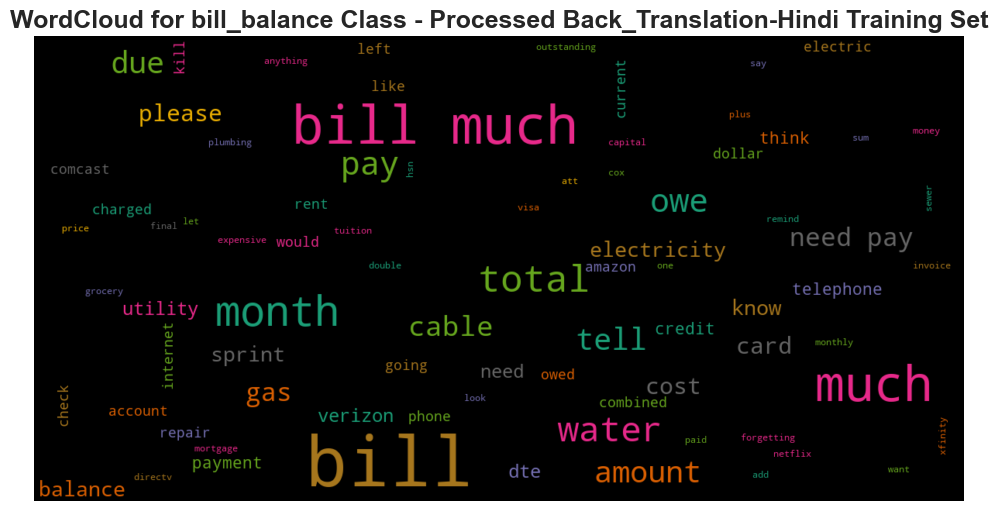 WordCloud for bill_balance Class - Processed Back_Translation-Hindi Training Set
due
kill
anything
left
outstanding
electric
say
like
current
please
bill
much
plus
think
sum
money
plumbing
capital
dollar
comcast
pay
hsn
att
cox
owe
sewer
charged
rent
visa
remind
price
final
let
expensive
would
tuition
electricity
need pay
grocery
double
total
amazon
one
telephone
invoice
utility
month
cable
tell
credit
know
monthly
internet
sprint
going
need
owed
cost
card
much
check
account
gas
verizon
phone
look
combined
repair
mortgage
bill
water
paid
forgetting
netflix
xfinity
balance
directv
payment
dte
amount
add
want